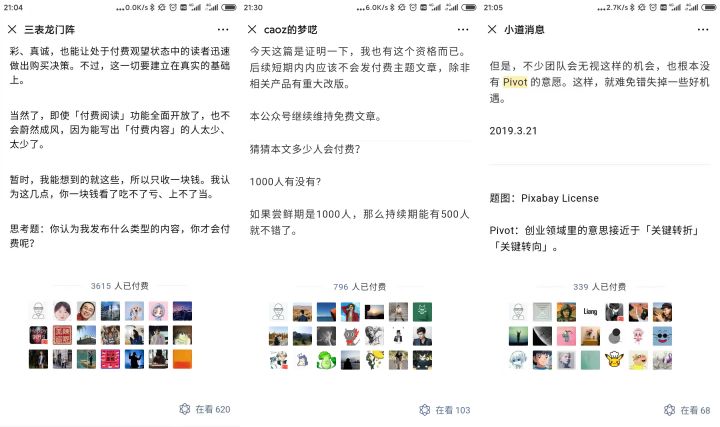 21:04
...0.0K/s
三表龙门阵
彩、真诚，也能让处于付费观望状态中的读者迅速
做出购买决策。不过，这一切要建立在真实的基础
上。
当然了，即使「付费阅读」功能全面开放了，也不
会蔚然成风，因为能写出「付费内容」的人太少、
太少了。
暂时，我能想到的就这些，所以只收一块钱。我认
为这几点，你一块钱看了吃不了亏、上不了当。
思考题：你认为我发布什么类型的内容，你才会付
费呢?
3615 人已付费
在看 620
21:30
...6.0K/s
caoz的梦呓
今天这篇是证明一下，我也有这个资格而已。
后续短期内应该不会发付费主题文章，除非
相关产品有重大改版。
本公众号继续维持免费文章。
猜猜本文多少人会付费?
1000人有没有?
如果尝鲜期是1000人，那么持续期能有500人
就不错了。
796 人已付费
在看 103
21:05
...2.7K/s
小道消息
但是，不少团队会无视这样的机会，也根本没
有 Pivot 的意愿。这样，就难免错失掉一些好机
遇。
2019.3.21
题图：Pixabay License
Pivot：创业领域里的意思接近于「关键转折」
「关键转向」。
339 人已付费
Liang
在看 68